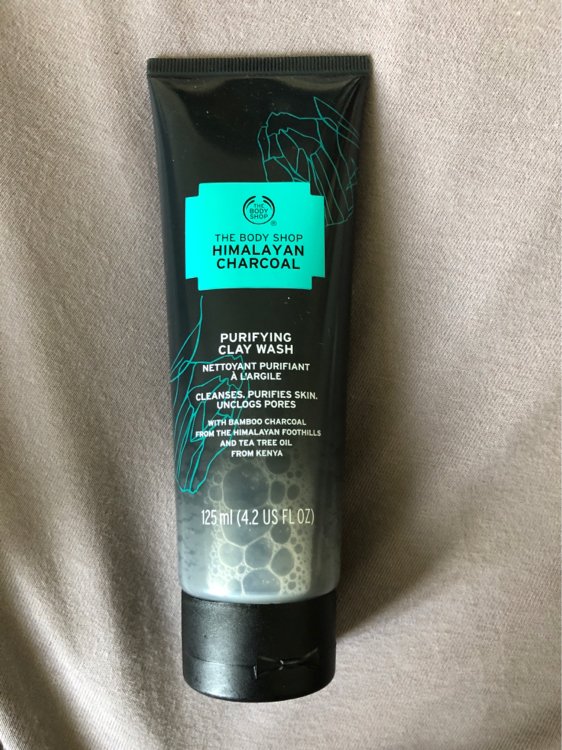 THE
BODY
SHOP
®
THE BODY SHOP
HIMALAYAN
CHARCOAL
PURIFYING
CLAY WASH
NETTOYANT PURIFIANT
À L'ARGILE
CLEANSES, PURIFIES SKIN,
UNCLOGS PORES
WITH BAMBOO CHARCOAL
FROM THE HIMALAYAN FOOTHILLS
AND TEA TREE OIL
FROM KENYA
125 ml (4.2 US FL OZ)